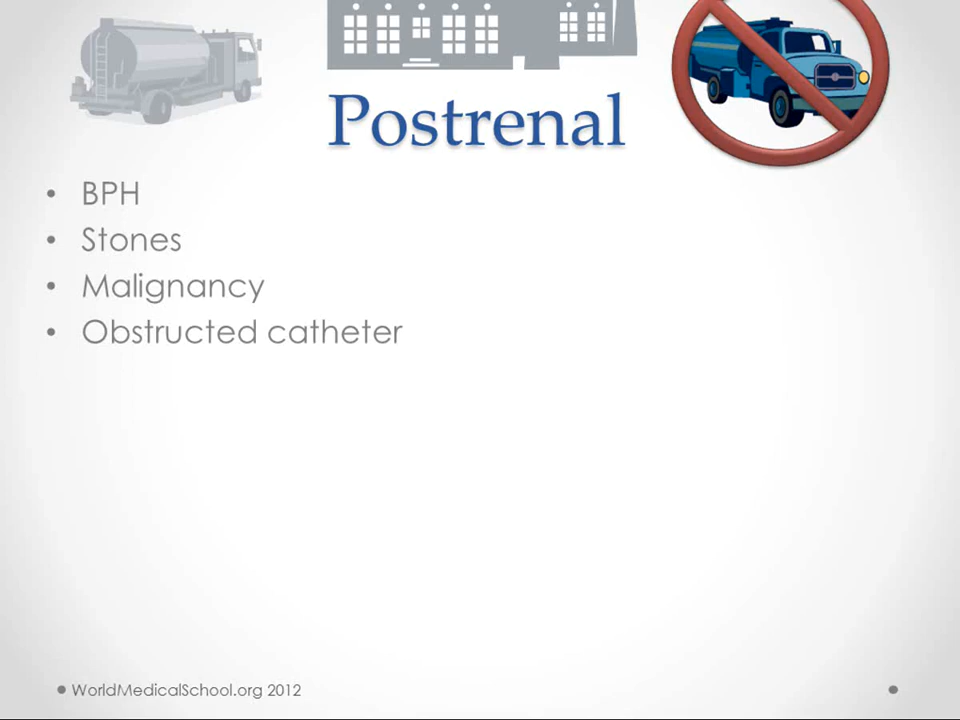 Postrenal
• BPH
• Stones
• Malignancy
• Obstructed catheter
WorldMedicalSchool.org 2012